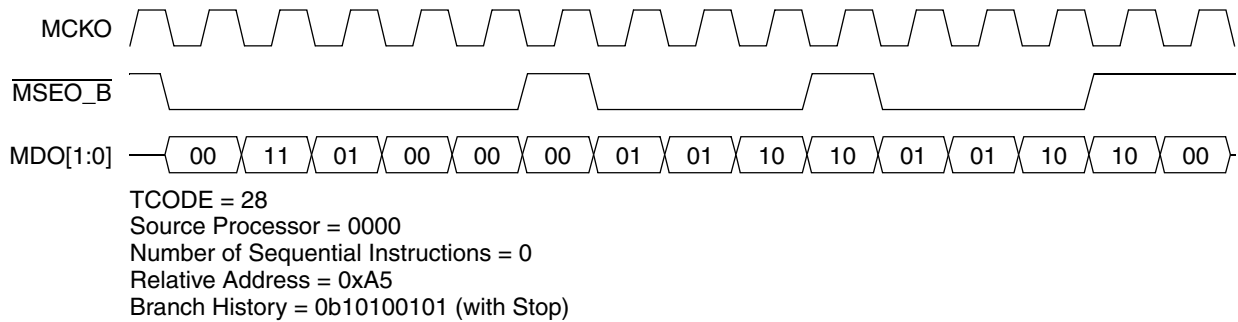 MCKO
MSEO_B
MDO[1:0] 00 11 01 00 00 00 01 01 10 10 01 01 10 10 00
TCODE = 28
Source Processor = 0000
Number of Sequential Instructions = 0
Relative Address = 0xA5
Branch History = 0b10100101 (with Stop)